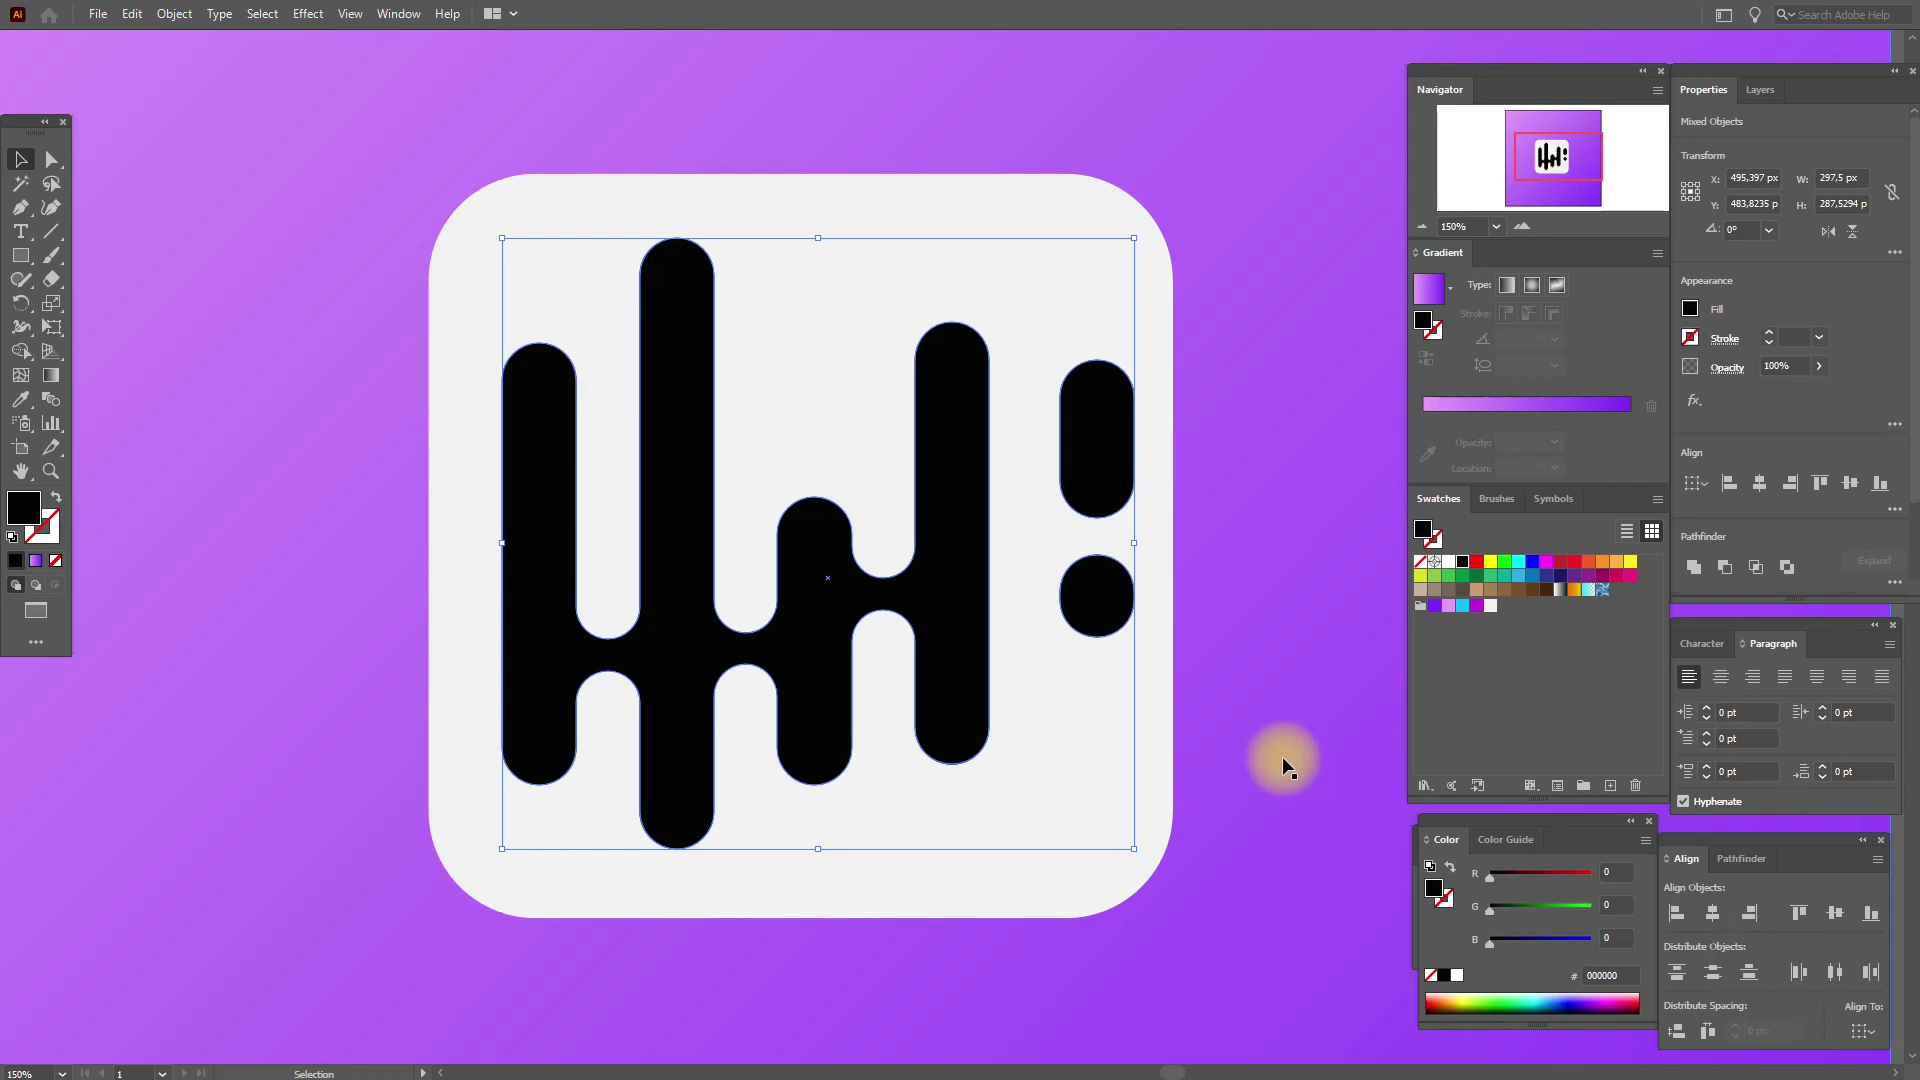 Ai File Edit Object Type Select Effect View Window Help Search Adobe Help
Navigator
150%
Gradient
Type:
Stroke:
Opacity:
Location:
Swatches Brushes Symbols
Color Color Guide
R 0
G 0
B 0
# 000000
Properties Layers
Mixed Objects
Transform
X: 495,397 px W: 297,5 px
Y: 483,8235 p H: 287,5294 p
0°
Appearance
Fill
Stroke
Opacity 100%
fx.
Align
Pathfinder
Expand
Character Paragraph
0 pt 0 pt
0 pt
0 pt 0 pt
Hyphenate
Align Pathfinder
Align Objects:
Distribute Objects:
Distribute Spacing: Align To:
0 px
150% 1 Selection